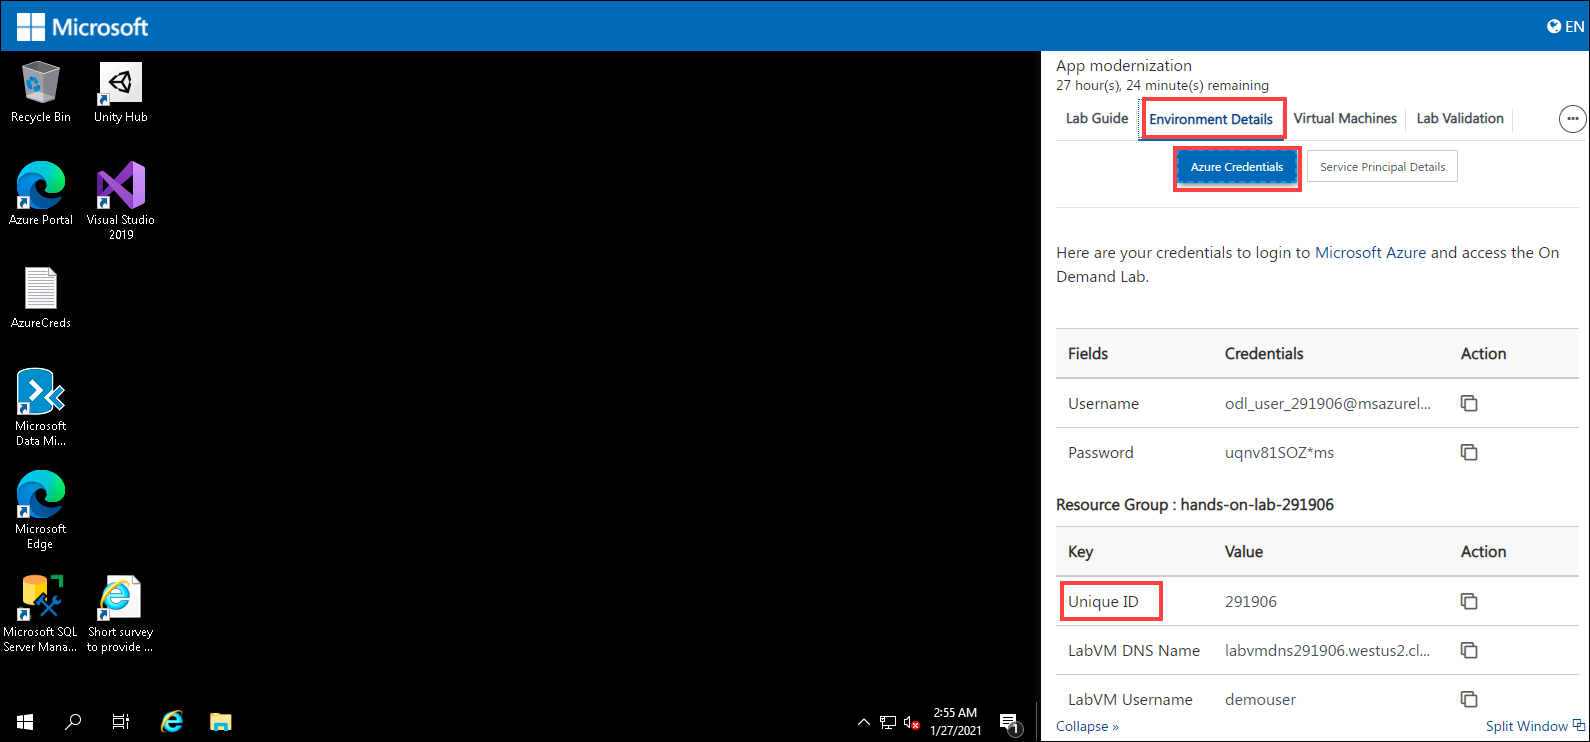 Microsoft
EN
Recycle Bin
Unity Hub
Azure Portal
Visual Studio
2019
AzureCreds
Microsoft
Data Mi...
Microsoft
Edge
Microsoft SQL
Server Mana...
Short survey
to provide ...
2:55 AM
1/27/2021
1
App modernization
27 hour(s), 24 minute(s) remaining
Lab Guide
Environment Details
Virtual Machines
Lab Validation
Azure Credentials
Service Principal Details
Here are your credentials to login to Microsoft Azure and access the On
Demand Lab.
Fields Credentials Action
Username odl_user_291906@msazurel...
Password uqnv81SOZ*ms
Resource Group : hands-on-lab-291906
Key Value Action
Unique ID 291906
LabVM DNS Name labvmdns291906.westus2.cl...
LabVM Username demouser
Collapse »
Split Window